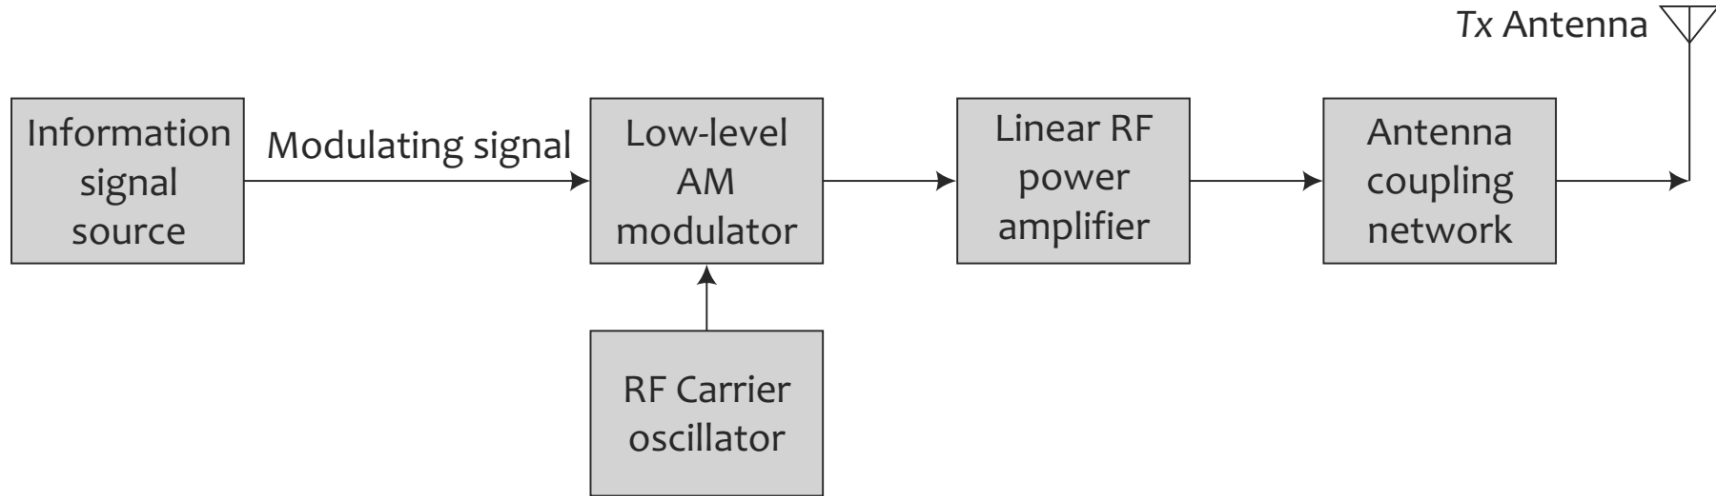 Tx Antenna
Information
signal
source
Modulating signal
Low-level
AM
modulator
Linear RF
power
amplifier
Antenna
coupling
network
RF Carrier
oscillator